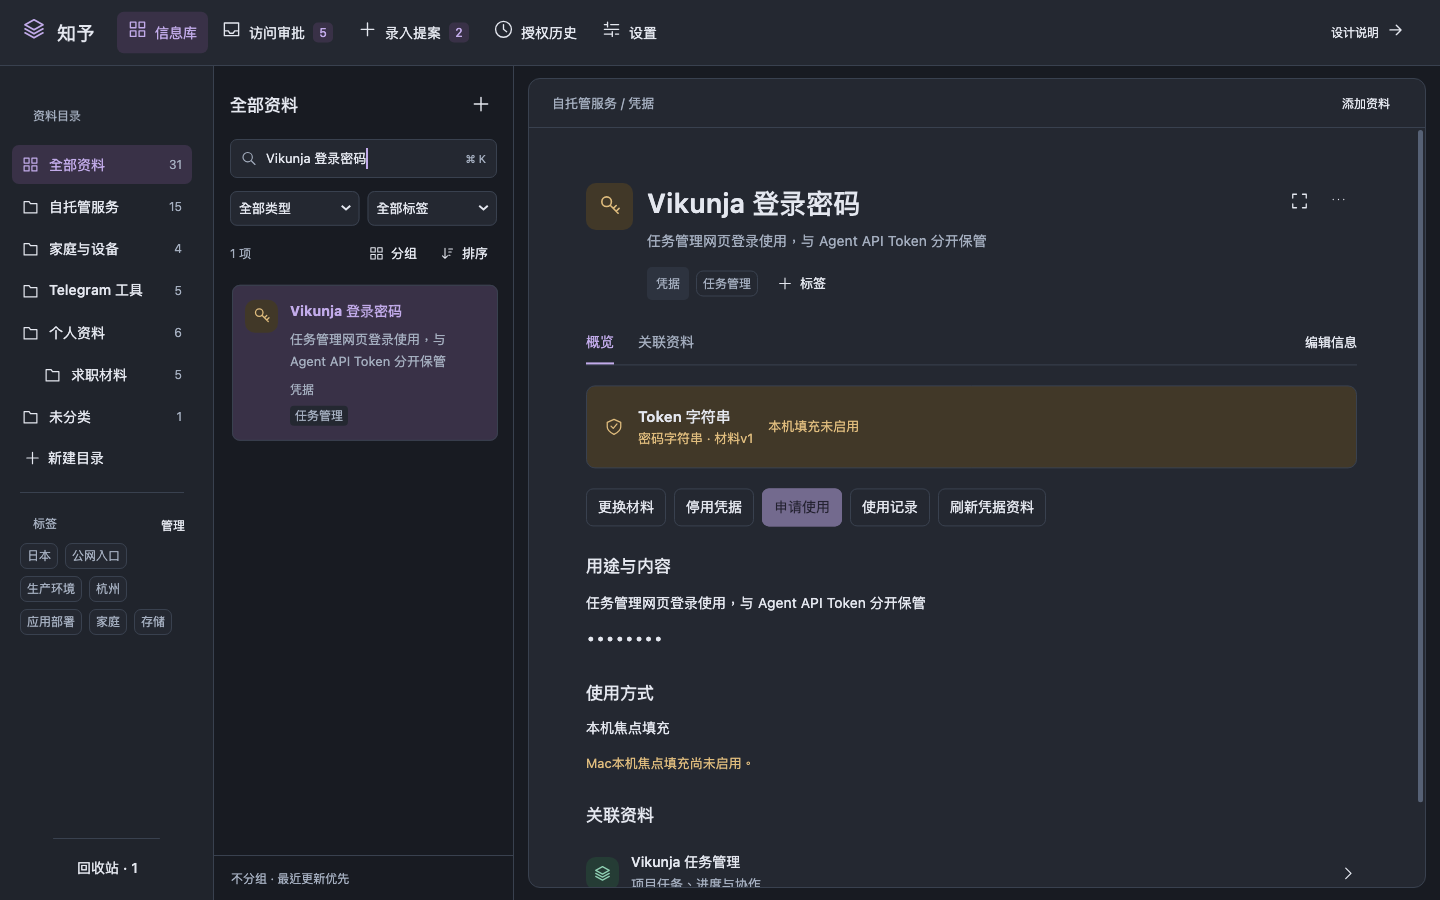 知予
信息库
访问审批 5
录入提案 2
授权历史
设置
设计说明
资料目录
全部资料 31
自托管服务 15
家庭与设备 4
Telegram 工具 5
个人资料 6
求职材料 5
未分类 1
新建目录
标签 管理
日本 公网入口
生产环境 杭州
应用部署 家庭 存储
回收站 · 1
全部资料
Vikunja 登录密码 ⌘ K
全部类型 全部标签
1 项 分组 排序
Vikunja 登录密码
任务管理网页登录使用，与
Agent API Token 分开保管
凭据
任务管理
不分组 · 最近更新优先
自托管服务 / 凭据 添加资料
Vikunja 登录密码
任务管理网页登录使用，与 Agent API Token 分开保管
凭据 任务管理 标签
概览 关联资料 编辑信息
Token 字符串
密码字符串 · 材料v1
本机填充未启用
更换材料 停用凭据 申请使用 使用记录 刷新凭据资料
用途与内容
任务管理网页登录使用，与 Agent API Token 分开保管
••••••••
使用方式
本机焦点填充
Mac本机焦点填充尚未启用。
关联资料
Vikunja 任务管理
项目任务、进度与协作